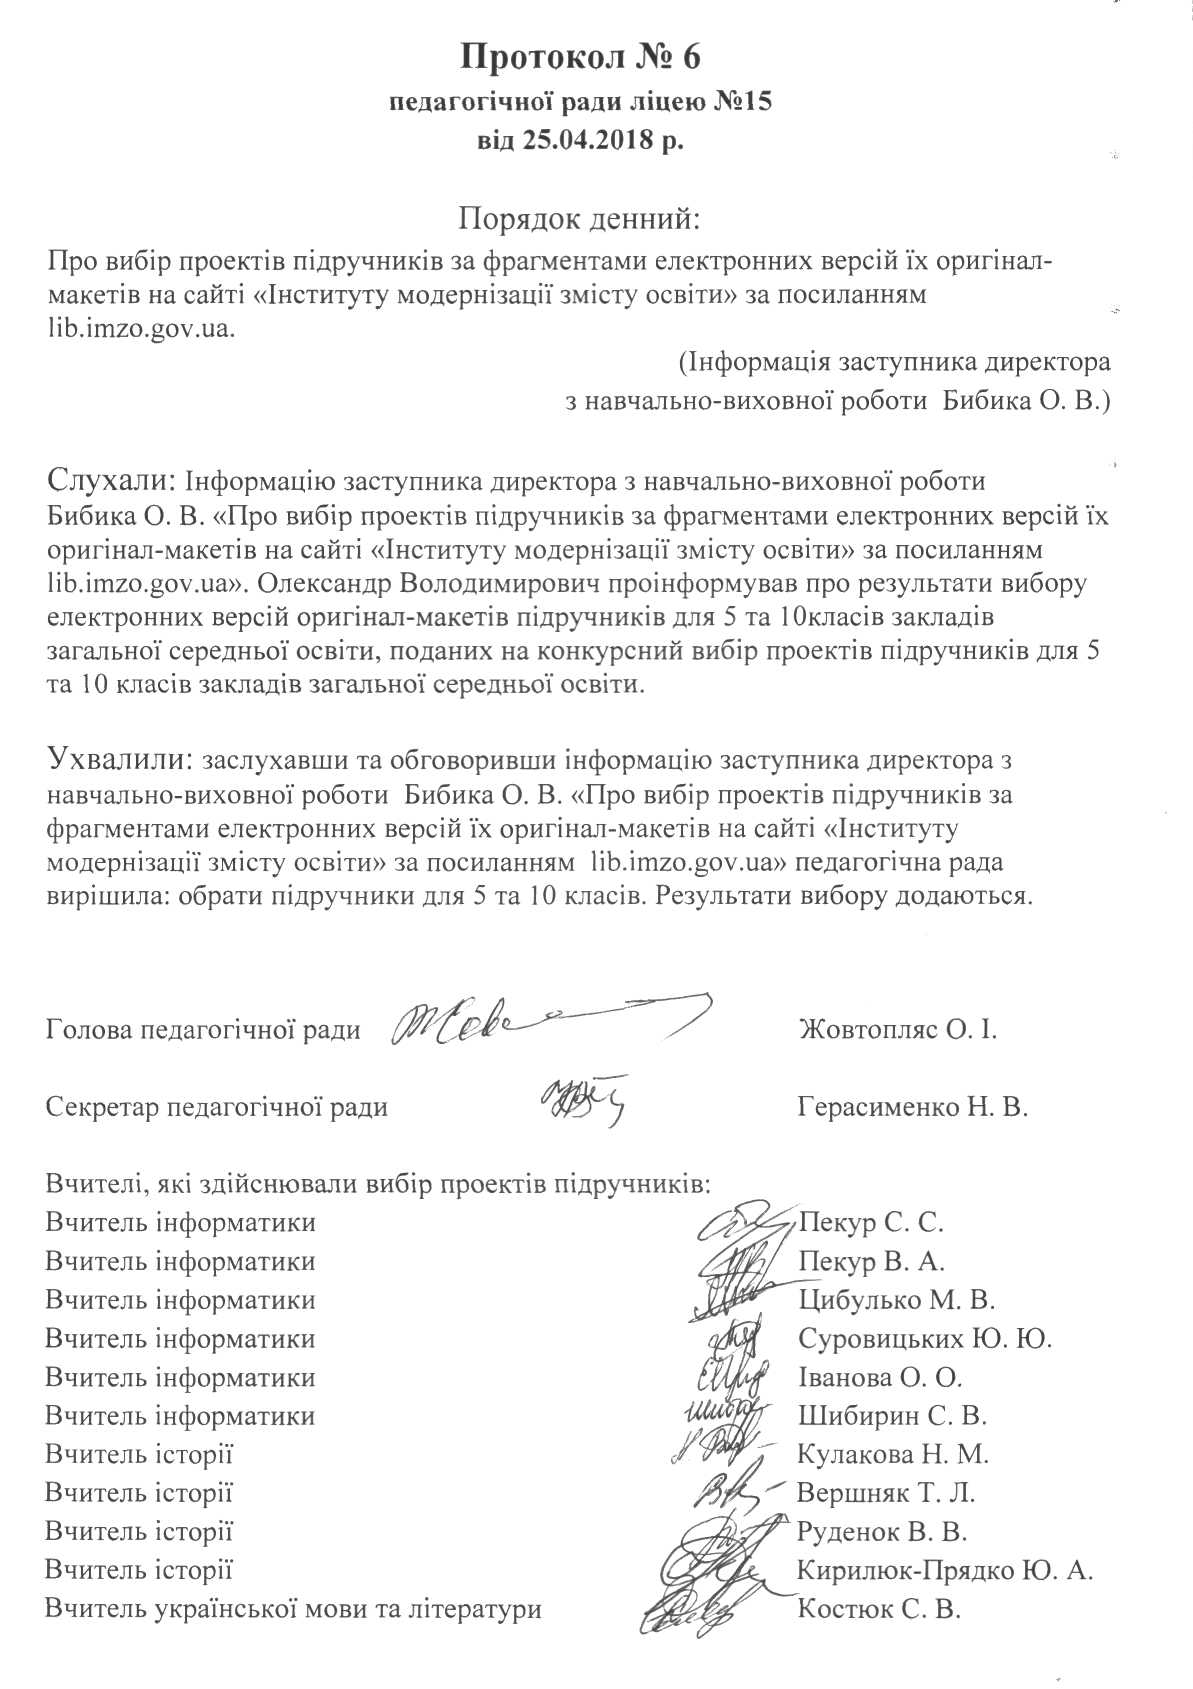 Протокол № 6
педагогічної ради ліцею №15
від 25.04.2018 р.
Порядок денний:
Про вибір проектів підручників за фрагментами електронних версій їх оригінал-
макетів на сайті «Інституту модернізації змісту освіти» за посиланням
lib.imzo.gov.ua.
(Інформація заступника директора
з навчально-виховної роботи Бибика О. В.)
Слухали: Інформацію заступника директора з навчально-виховної роботи
Бибика О. В. «Про вибір проектів підручників за фрагментами електронних версій їх
оригінал-макетів на сайті «Інституту модернізації змісту освіти» за посиланням
lib.imzo.gov.ua». Олександр Володимирович проінформував про результати вибору
електронних версій оригінал-макетів підручників для 5 та 10класів закладів
загальної середньої освіти, поданих на конкурсний вибір проектів підручників для 5
та 10 класів закладів загальної середньої освіти.
Ухвалили: заслухавши та обговоривши інформацію заступника директора з
навчально-виховної роботи Бибика О. В. «Про вибір проектів підручників за
фрагментами електронних версій їх оригінал-макетів на сайті «Інституту
модернізації змісту освіти» за посиланням lib.imzo.gov.ua» педагогічна рада
вирішила: обрати підручники для 5 та 10 класів. Результати вибору додаються.
Голова педагогічної ради Жовтопляс О. І.
Секретар педагогічної ради Герасименко Н. В.
Вчителі, які здійснювали вибір проектів підручників:
Вчитель інформатики Пекур С. С.
Вчитель інформатики Пекур В. А.
Вчитель інформатики Цибулько М. В.
Вчитель інформатики Суровицьких Ю. Ю.
Вчитель інформатики Іванова О. О.
Вчитель інформатики Шибирин С. В.
Вчитель історії Кулакова Н. М.
Вчитель історії Вершняк Т. Л.
Вчитель історії Руденок В. В.
Вчитель історії Кирилюк-Прядко Ю. А.
Вчитель української мови та літератури Костюк С. В.